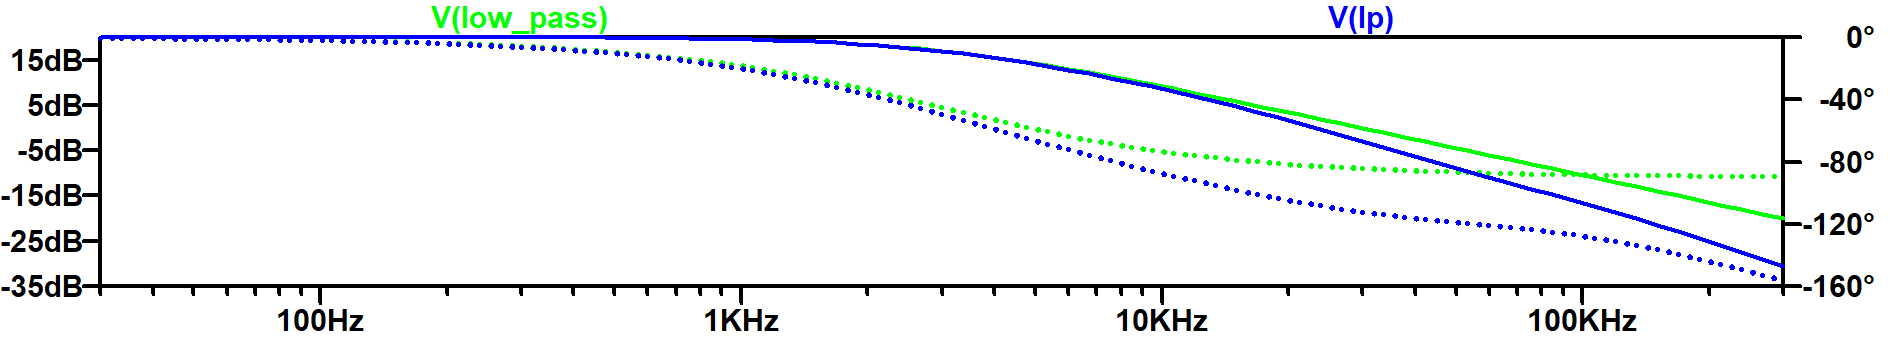 V(low_pass) V(lp)
15dB
5dB
-5dB
-15dB
-25dB
-35dB
0°
-40°
-80°
-120°
-160°
100Hz 1KHz 10KHz 100KHz